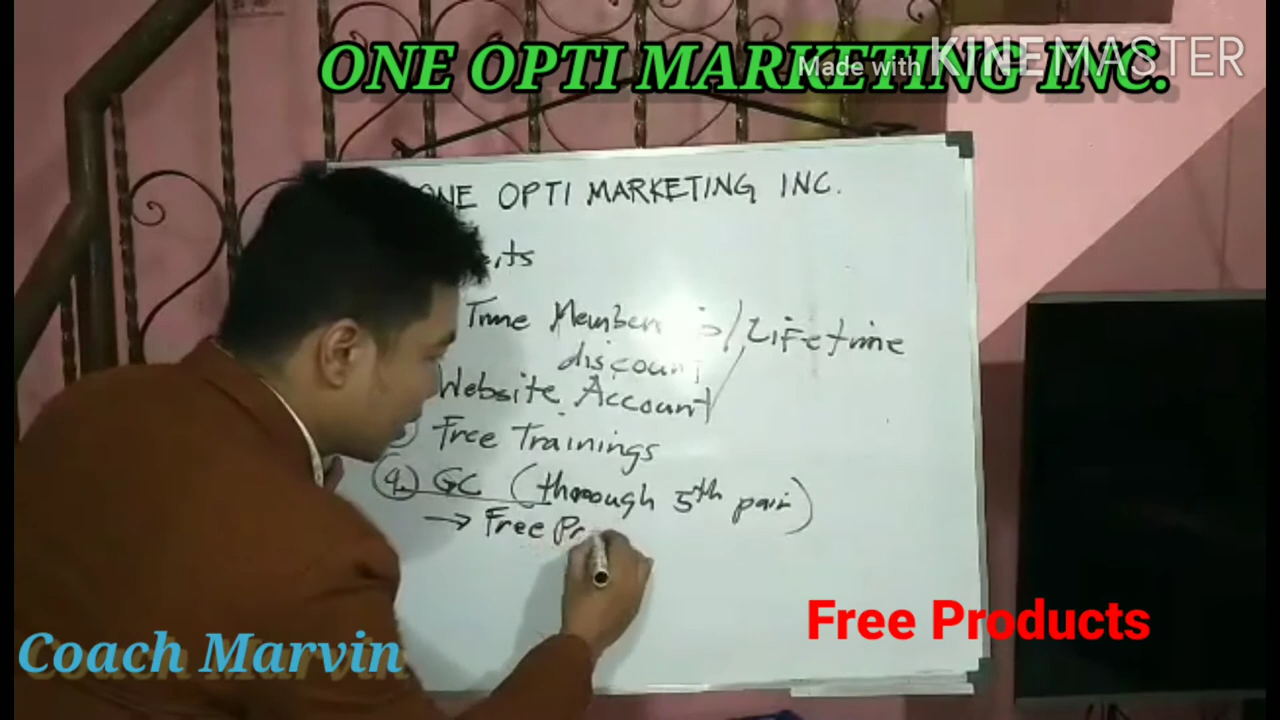 ONE OPTI MARKETING INC.
Made with KINEMASTER
ONE OPTI MARKETING INC.
Time Member / Lifetime
discount
Website Account
Free Trainings
4. GC (through 5th pair)
→ Free Pr
Free Products
Coach Marvin